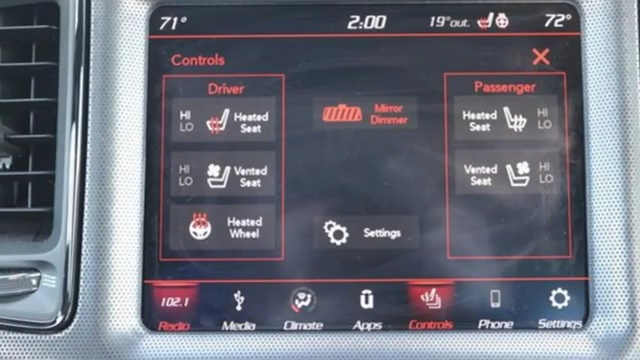 71° 2:00 19°out. 72°
Controls
Driver
Passenger
HI
LO
Heated
Seat
Mirror
Dimmer
Heated
Seat
HI
LO
HI
LO
Vented
Seat
Vented
Seat
HI
LO
Heated
Wheel
Settings
102.1
Radio Media Climate Apps Controls Phone Settings